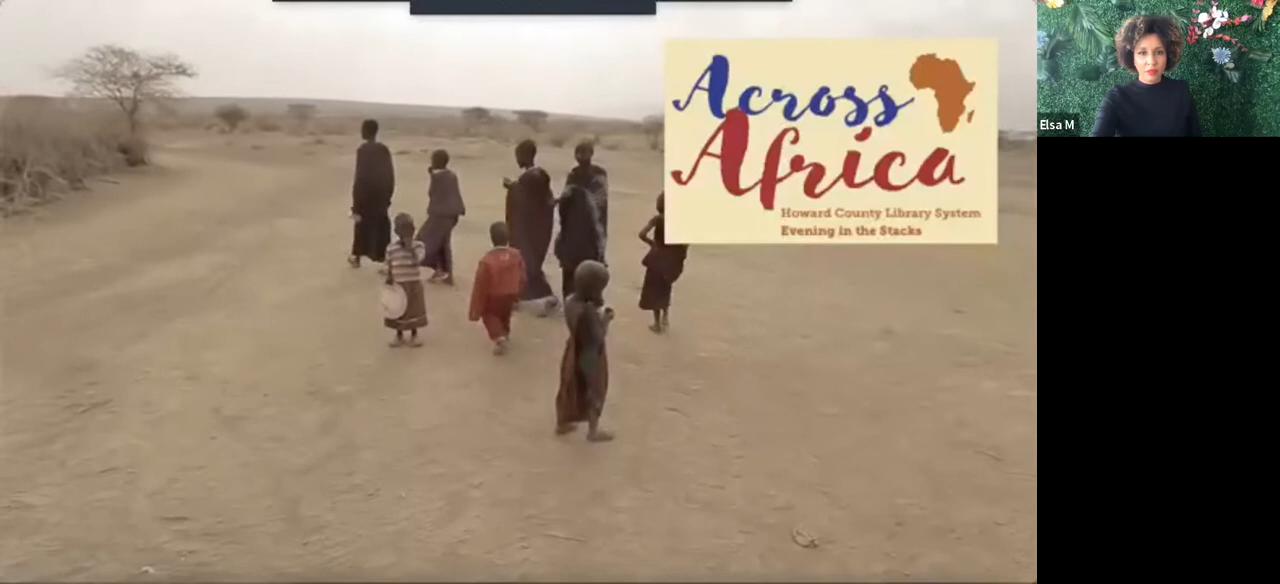 Across
Africa
Howard County Library System
Evening in the Stacks
Elsa M